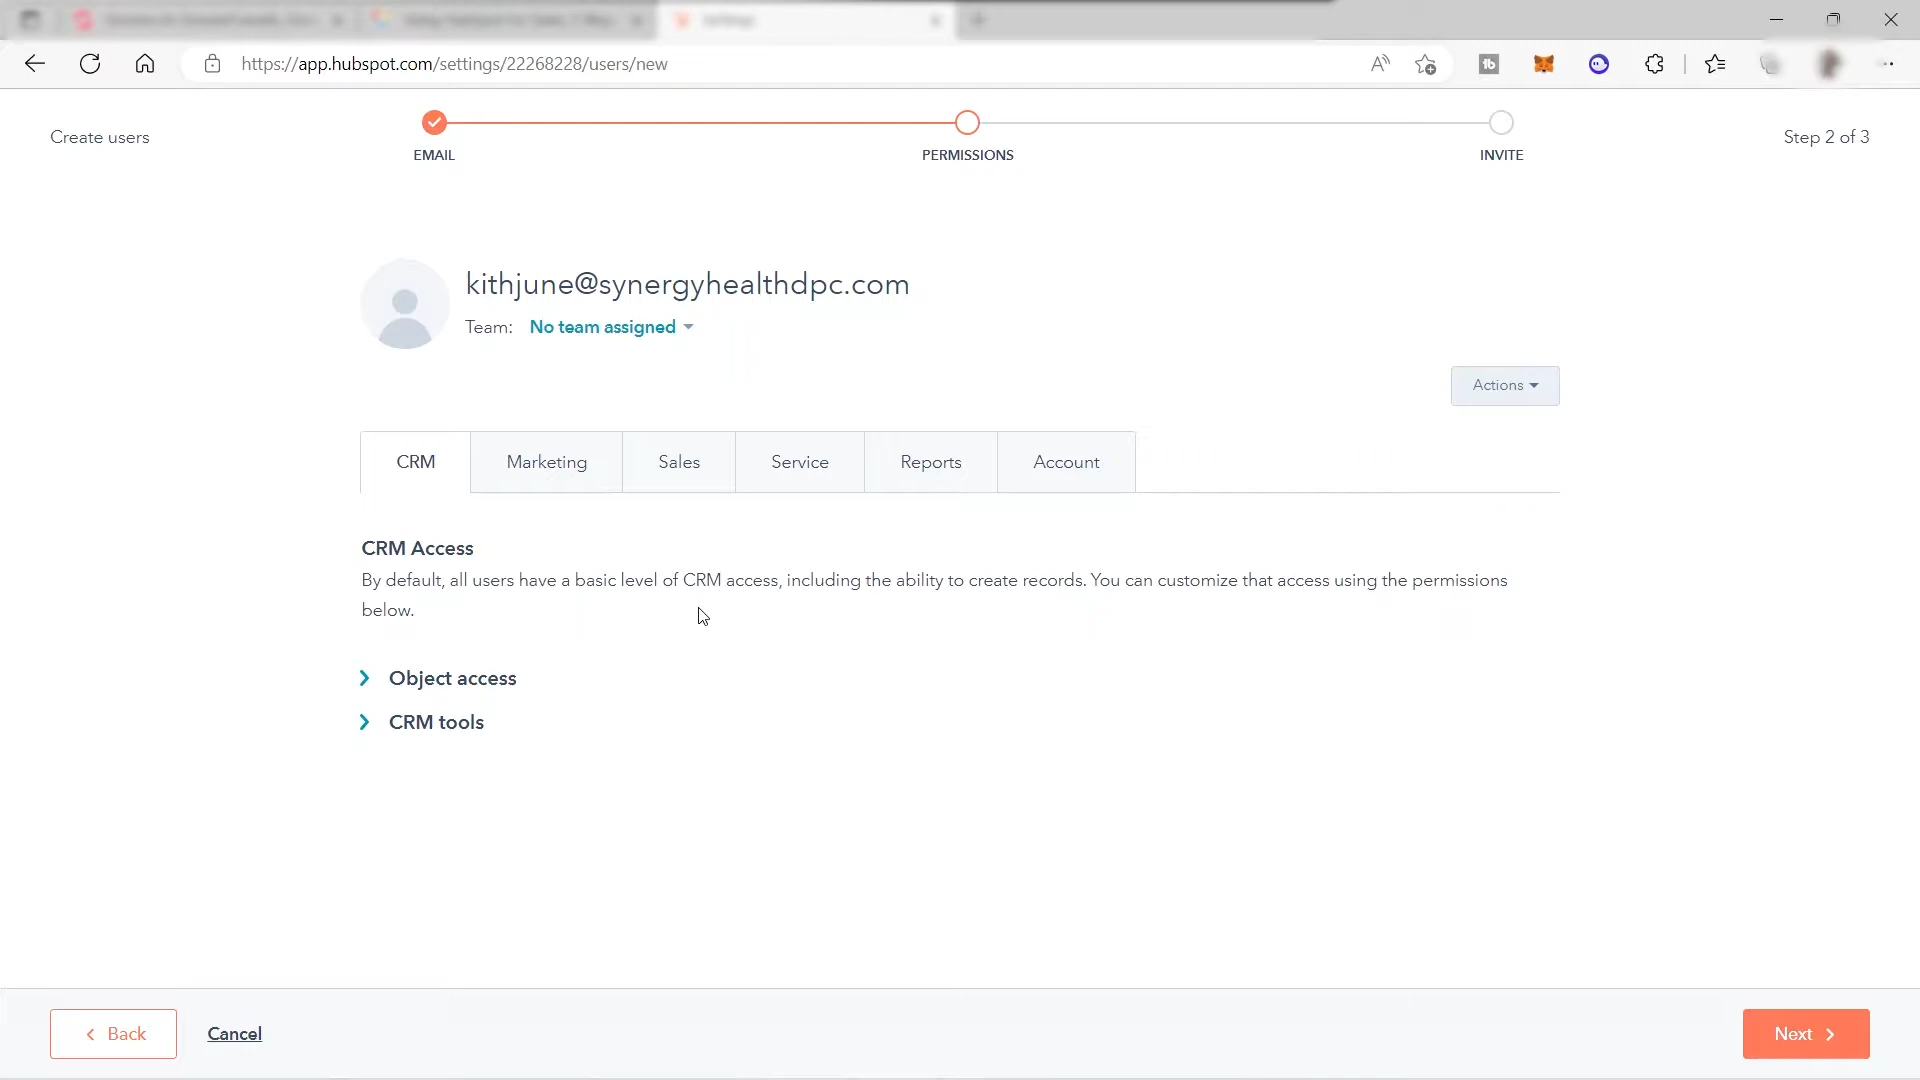 https://app.hubspot.com/settings/22268228/users/new
Create users
EMAIL
PERMISSIONS
INVITE
Step 2 of 3
kithjune@synergyhealthdpc.com
Team: No team assigned
Actions
CRM
Marketing
Sales
Service
Reports
Account
CRM Access
By default, all users have a basic level of CRM access, including the ability to create records. You can customize that access using the permissions
below.
Object access
CRM tools
Back
Cancel
Next